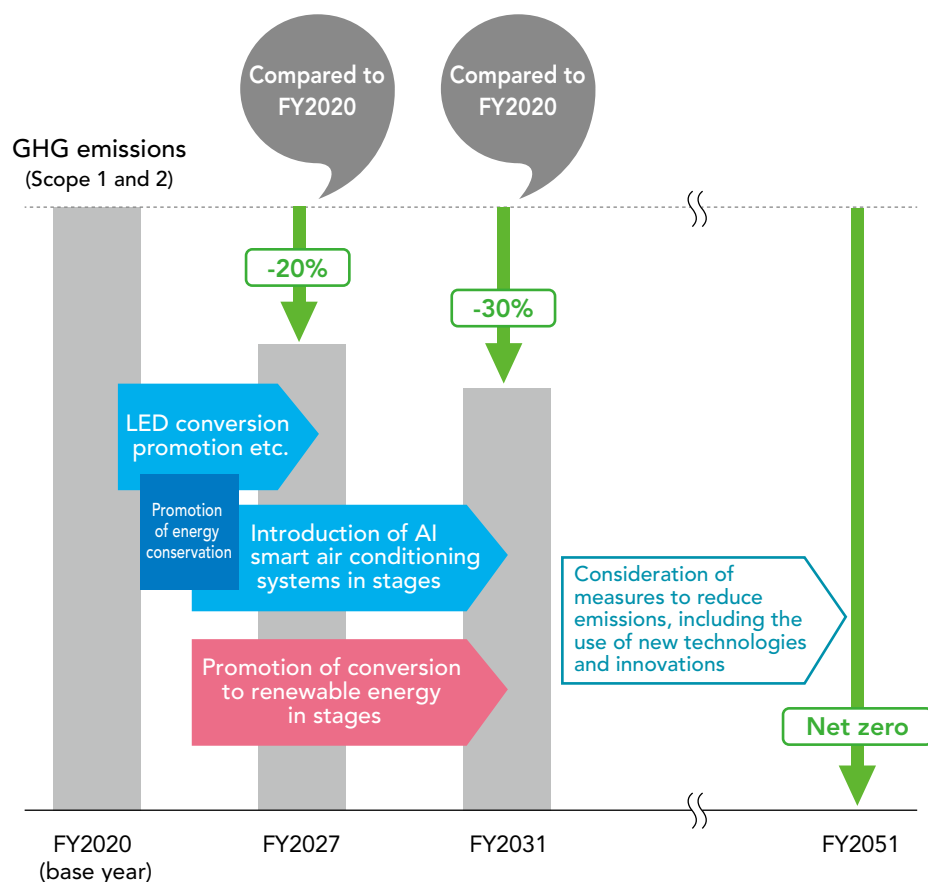 Compared to
FY2020
Compared to
FY2020
GHG emissions
(Scope 1 and 2)
-20%
-30%
LED conversion
promotion etc.
Promotion
of energy
conservation
Introduction of AI
smart air conditioning
systems in stages
Consideration of
measures to reduce
emissions, including the
use of new technologies
and innovations
Promotion of conversion
to renewable energy
in stages
Net zero
FY2020
(base year)
FY2027
FY2031
FY2051